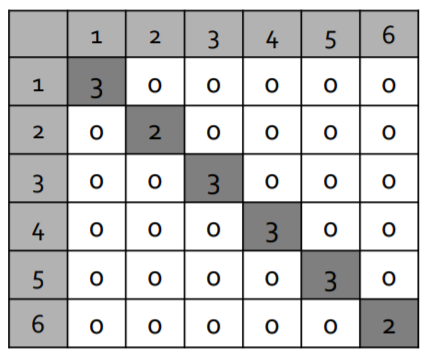 1 2 3 4 5 6
1 3 0 0 0 0 0
2 0 2 0 0 0 0
3 0 0 3 0 0 0
4 0 0 0 3 0 0
5 0 0 0 0 3 0
6 0 0 0 0 0 2